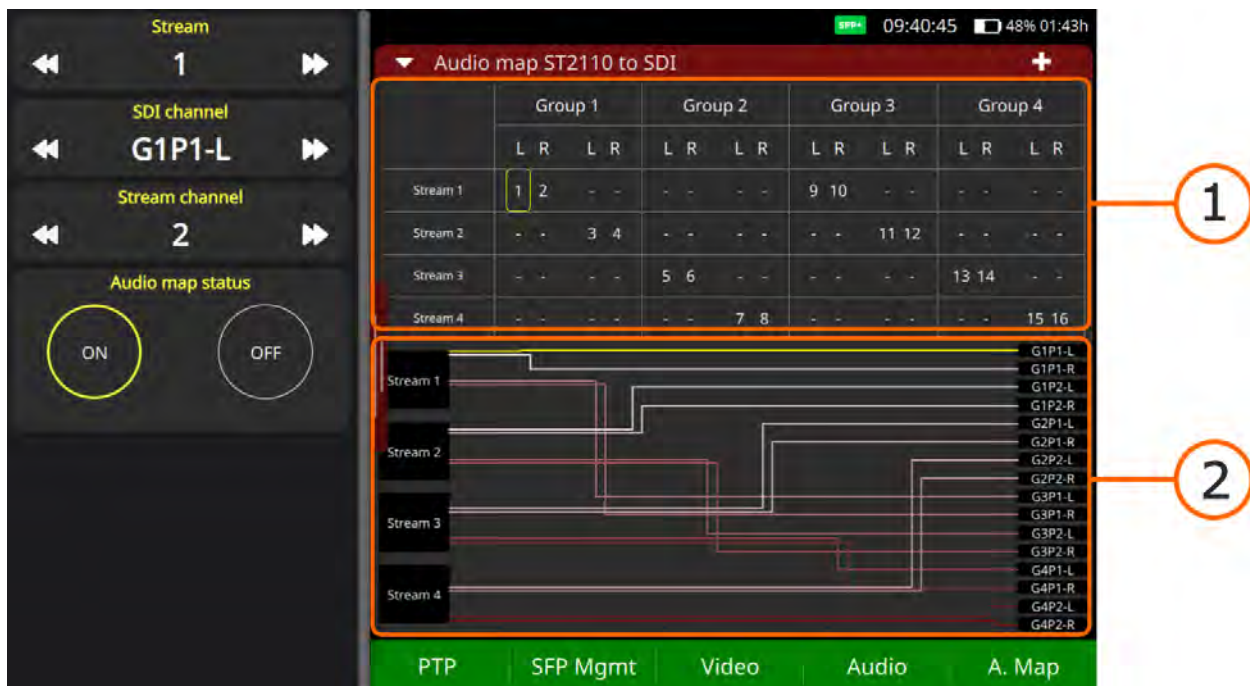 Stream
1
SDI channel
G1P1-L
Stream channel
2
Audio map status
ON OFF
SPP+ 09:40:45 48% 01:43h
Audio map ST2110 to SDI +
Group 1 Group 2 Group 3 Group 4
L R L R L R L R L R L R L R L R
Stream 1 1 2 - - - - - - 9 10 - - - - - -
Stream 2 - - 3 4 - - - - - - 11 12 - - - -
Stream 3 - - - - 5 6 - - - - - - 13 14 - -
Stream 4 - - - - - - 7 8 - - - - - - 15 16
1
Stream 1
Stream 2
Stream 3
Stream 4
G1P1-L
G1P1-R
G1P2-L
G1P2-R
G2P1-L
G2P1-R
G2P2-L
G2P2-R
G3P1-L
G3P1-R
G3P2-L
G3P2-R
G4P1-L
G4P1-R
G4P2-L
G4P2-R
2
PTP SFP Mgmt Video Audio A. Map